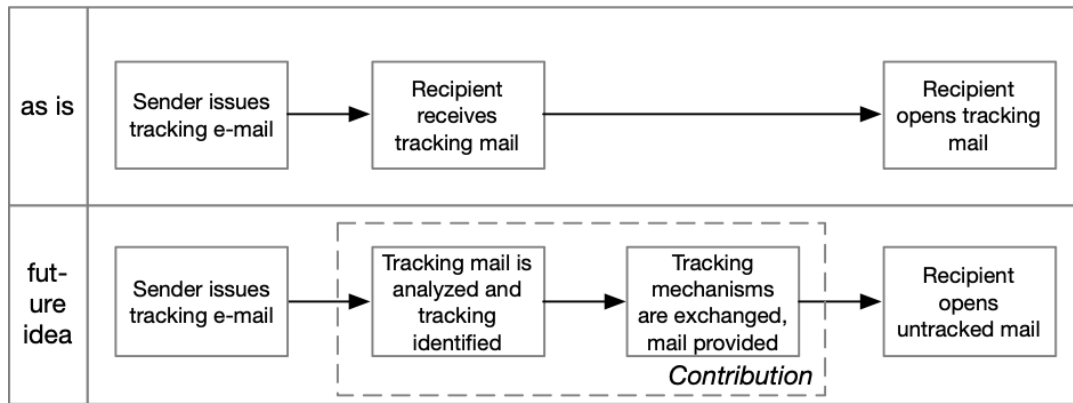 as is
Sender issues
tracking e-mail
Recipient
receives
tracking mail
Recipient
opens tracking
mail
fut-
ure
idea
Sender issues
tracking e-mail
Tracking mail is
analyzed and
tracking
identified
Tracking
mechanisms
are exchanged,
mail provided
Recipient
opens
untracked mail
Contribution